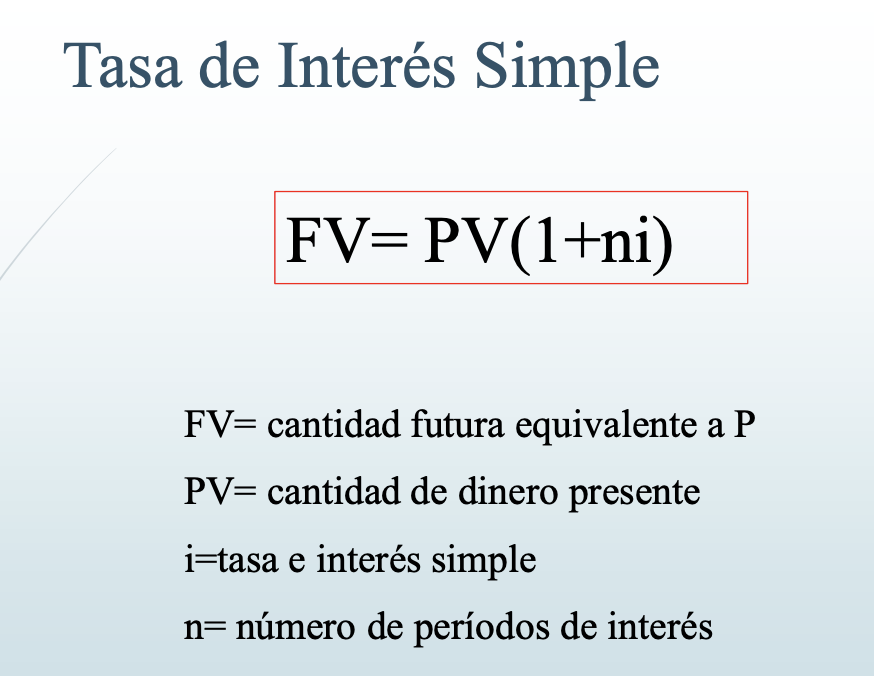 Tasa de Interés Simple
FV= PV(1+ni)
FV= cantidad futura equivalente a P
PV= cantidad de dinero presente
i=tasa e interés simple
n= número de períodos de interés